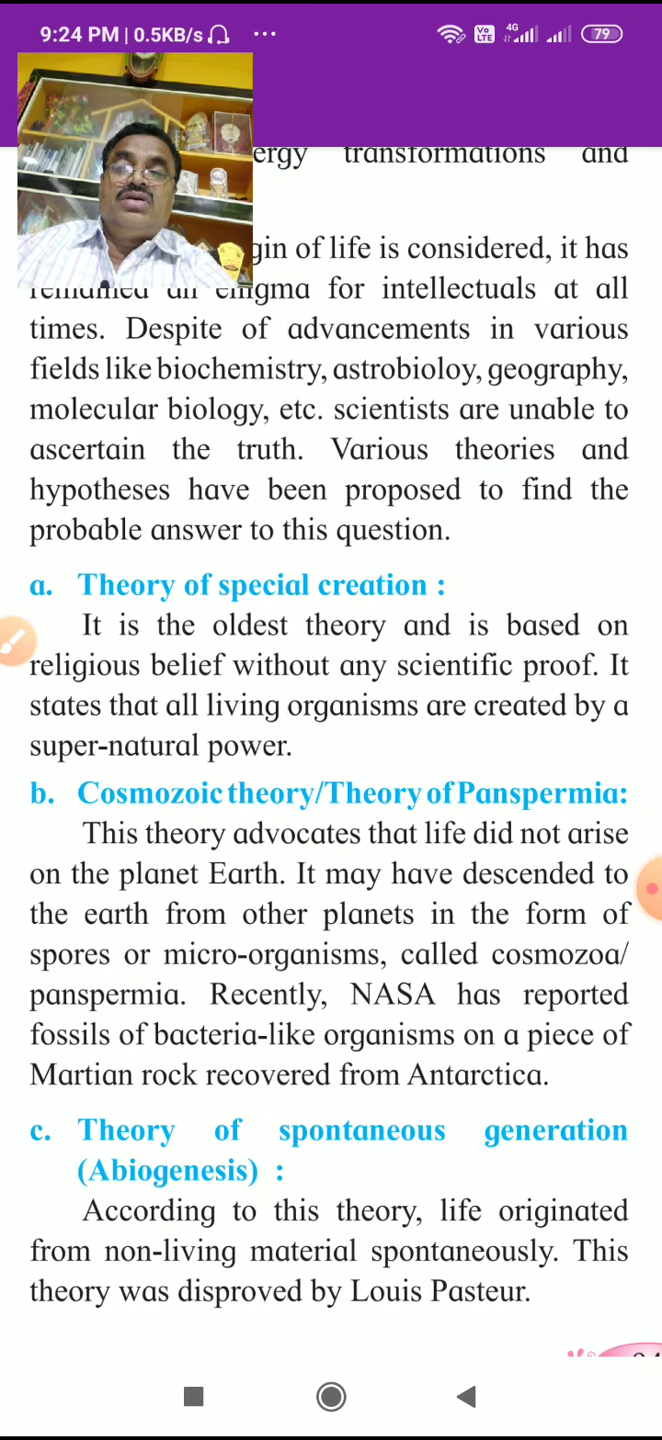 9:24 PM | 0.5KB/s
Vo LTE 4G 79
transformations and
of life is considered, it has
for intellectuals at all
times. Despite of advancements in various
fields like biochemistry, astrobioloy, geography,
molecular biology, etc. scientists are unable to
ascertain the truth. Various theories and
hypotheses have been proposed to find the
probable answer to this question.
a. Theory of special creation :
It is the oldest theory and is based on
religious belief without any scientific proof. It
states that all living organisms are created by a
super-natural power.
b. Cosmozoic theory/Theory of Panspermia:
This theory advocates that life did not arise
on the planet Earth. It may have descended to
the earth from other planets in the form of
spores or micro-organisms, called cosmozoa/
panspermia. Recently, NASA has reported
fossils of bacteria-like organisms on a piece of
Martian rock recovered from Antarctica.
c. Theory of spontaneous generation
(Abiogenesis) :
According to this theory, life originated
from non-living material spontaneously. This
theory was disproved by Louis Pasteur.